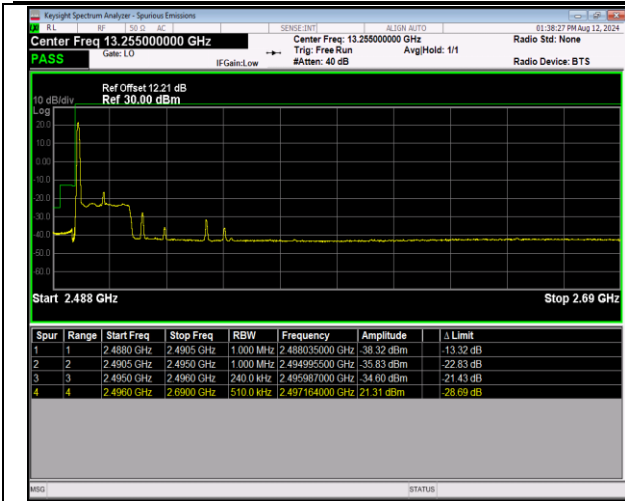 Keysight Spectrum Analyzer - Spurious Emissions
RL RF 50 Ω AC SENSE:INT ALIGN AUTO 01:38:27 PM Aug 12, 2024
Center Freq 13.255000000 GHz Center Freq: 13.255000000 GHz Radio Std: None
Gate: LO Trig: Free Run Avg|Hold: 1/1
PASS IFGain:Low #Atten: 40 dB Radio Device: BTS
Ref Offset 12.21 dB
10 dB/div Ref 30.00 dBm
Log
20.0
10.0
0.00
-10.0
-20.0
-30.0
-40.0
-50.0
-60.0
Start 2.488 GHz Stop 2.69 GHz
Spur Range Start Freq Stop Freq RBW Frequency Amplitude Δ Limit
1 1 2.4880 GHz 2.4905 GHz 1.000 MHz 2.488035000 GHz -38.32 dBm -13.32 dB
2 2 2.4905 GHz 2.4950 GHz 1.000 MHz 2.494995500 GHz -35.83 dBm -22.83 dB
3 3 2.4950 GHz 2.4960 GHz 240.0 kHz 2.495987000 GHz -34.60 dBm -21.43 dB
4 4 2.4960 GHz 2.6900 GHz 510.0 kHz 2.497164000 GHz 21.31 dBm -28.69 dB
MSG STATUS